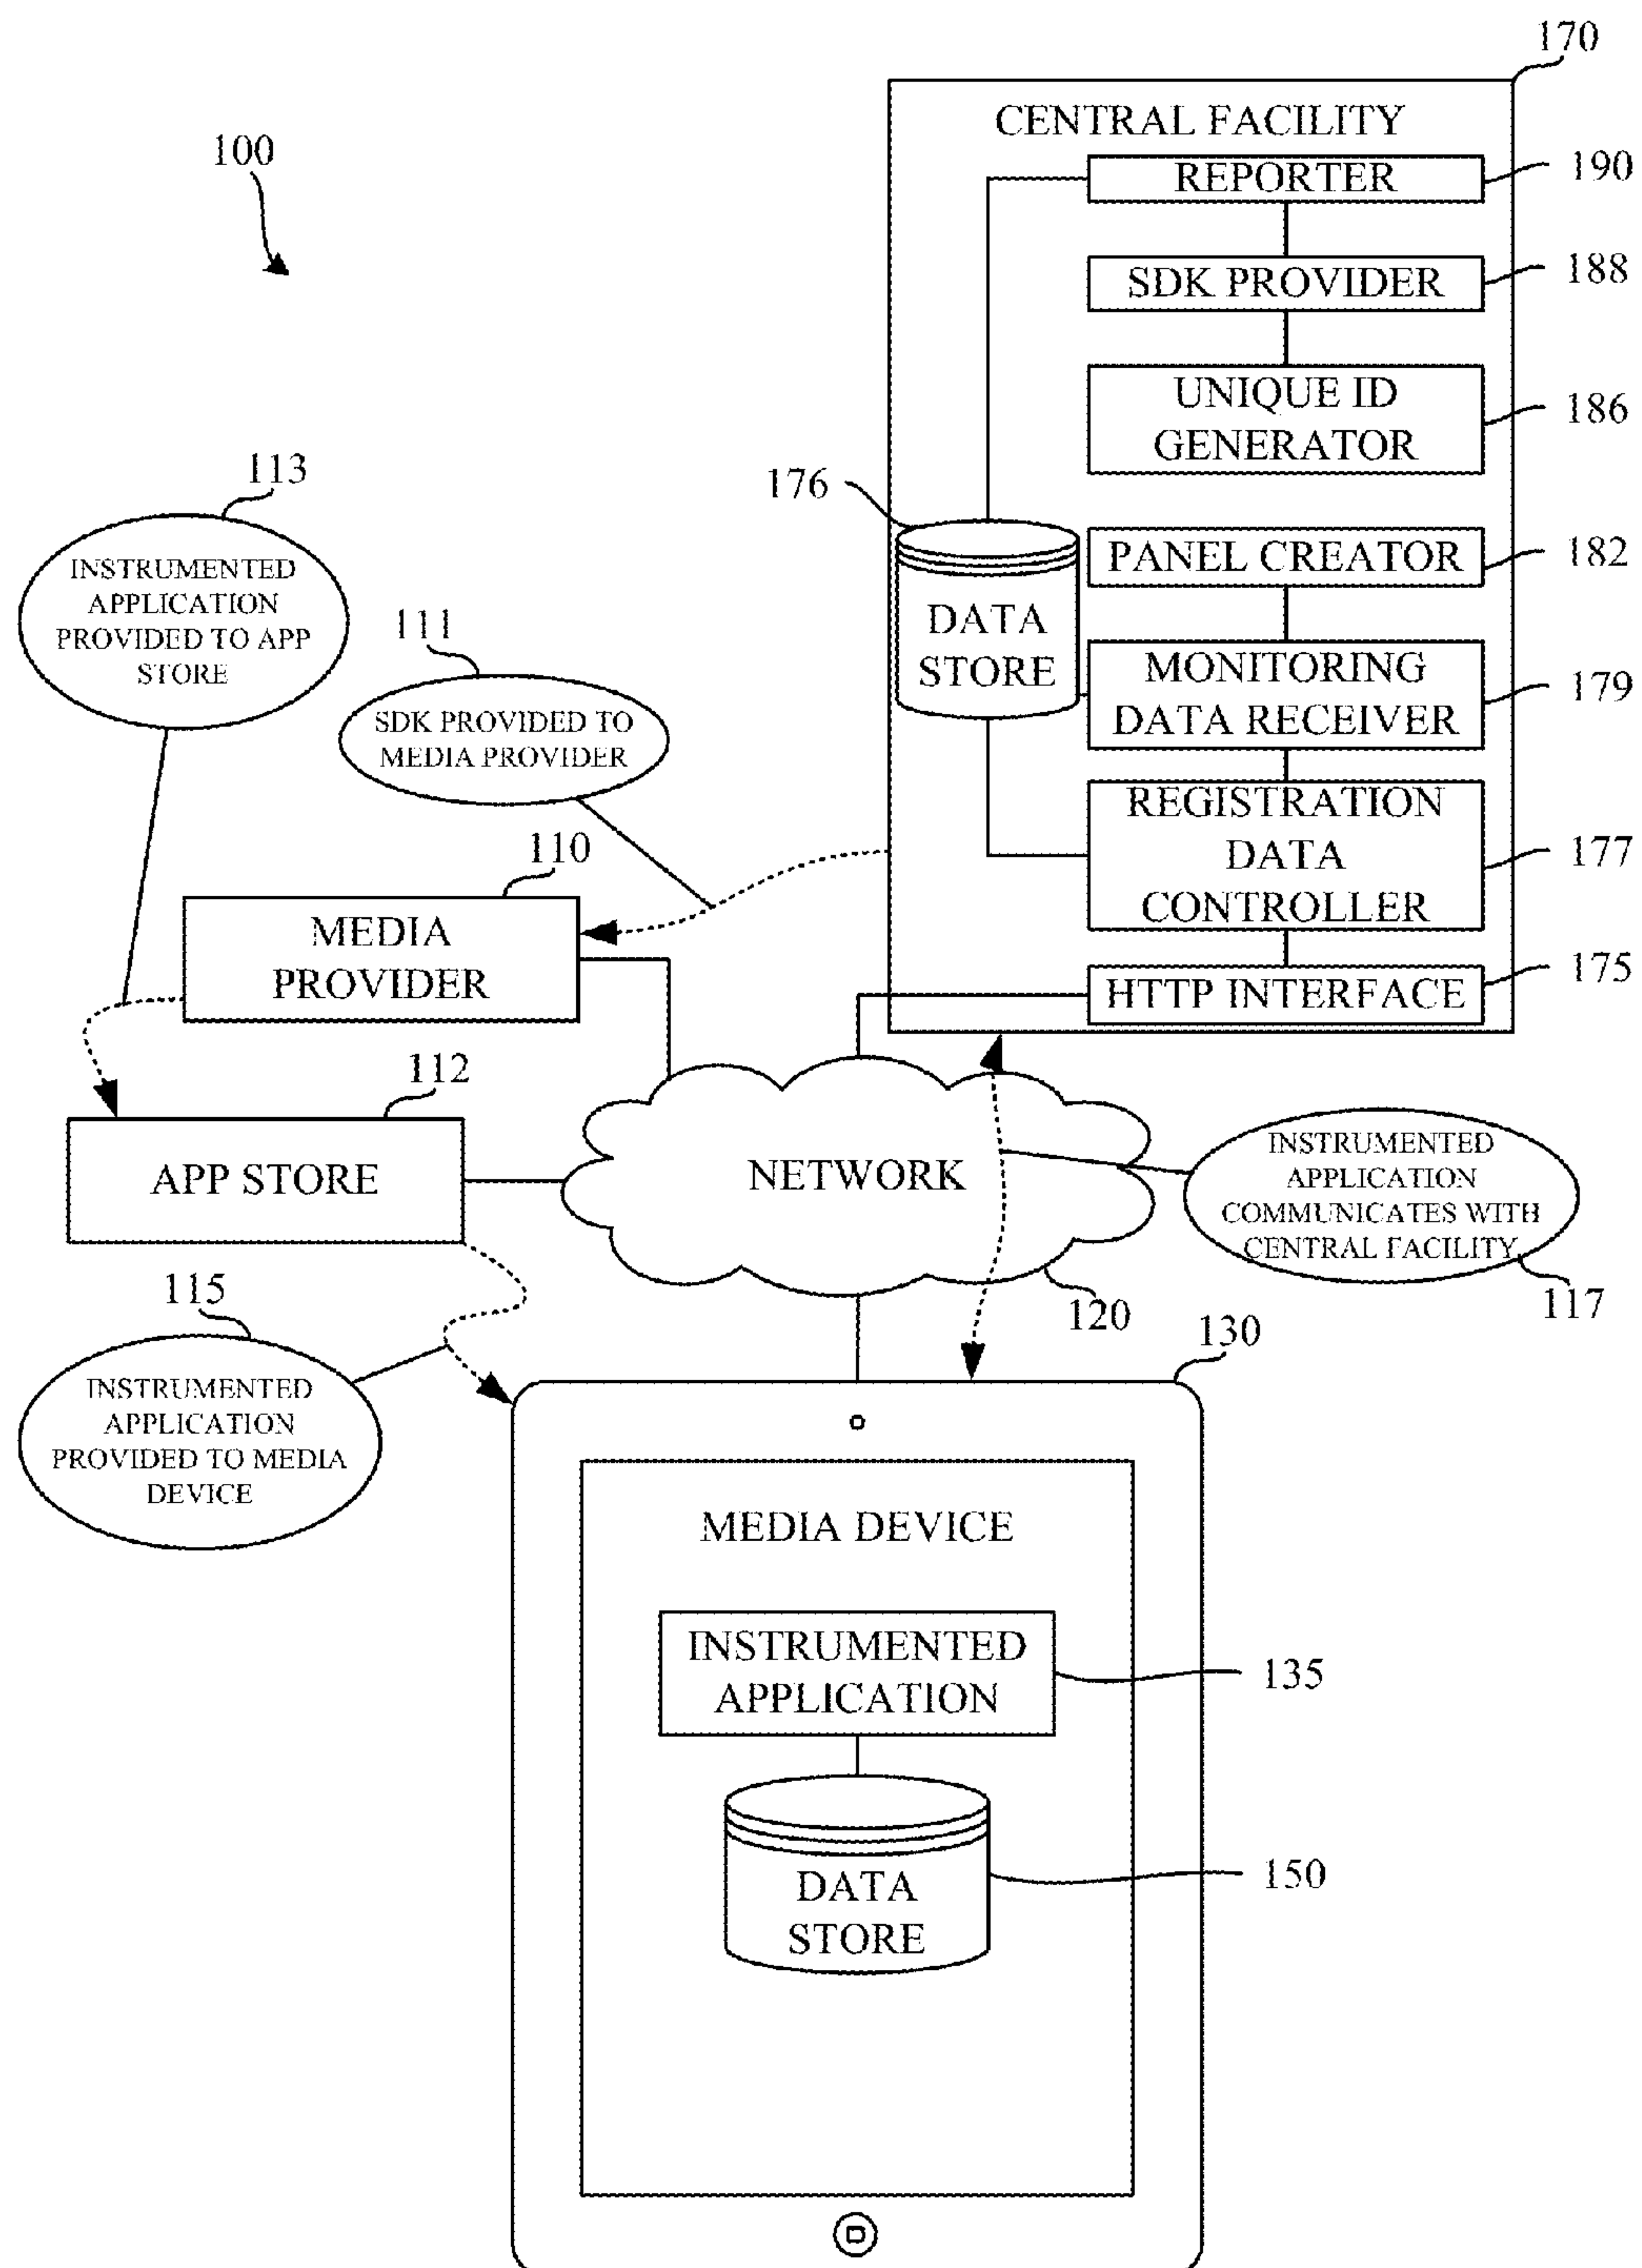 170
CENTRAL FACILITY
100
REPORTER
190
SDK PROVIDER
188
UNIQUE ID
GENERATOR
186
113
176
INSTRUMENTED
APPLICATION
PROVIDED TO APP
STORE
PANEL CREATOR
182
DATA
STORE
111
SDK PROVIDED TO
MEDIA PROVIDER
MONITORING
DATA RECEIVER
179
REGISTRATION
DATA
CONTROLLER
177
110
MEDIA
PROVIDER
HTTP INTERFACE
175
112
APP STORE
NETWORK
INSTRUMENTED
APPLICATION
COMMUNICATES WITH
CENTRAL FACILITY
117
120
115
130
INSTRUMENTED
APPLICATION
PROVIDED TO MEDIA
DEVICE
MEDIA DEVICE
INSTRUMENTED
APPLICATION
135
DATA
STORE
150